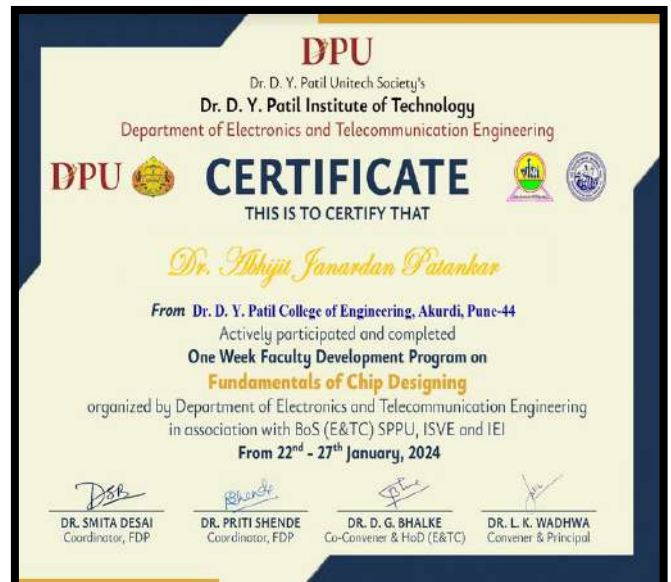 DPU
Dr. D. Y. Patil Unitech Society's
Dr. D. Y. Patil Institute of Technology
Department of Electronics and Telecommunication Engineering
DPU
CERTIFICATE
THIS IS TO CERTIFY THAT
Dr. Abhijit Janardan Patankar
From Dr. D. Y. Patil College of Engineering, Akurdi, Pune-44
Actively participated and completed
One Week Faculty Development Program on
Fundamentals of Chip Designing
organized by Department of Electronics and Telecommunication Engineering
in association with BoS (E&TC) SPPU, ISVE and IEI
From 22nd - 27th January, 2024
DR. SMITA DESAI
Coordinator, FDP
DR. PRITI SHENDE
Coordinator, FDP
DR. D. G. BHALKE
Co-Convener & HoD (E&TC)
DR. L. K. WADHWA
Convener & Principal